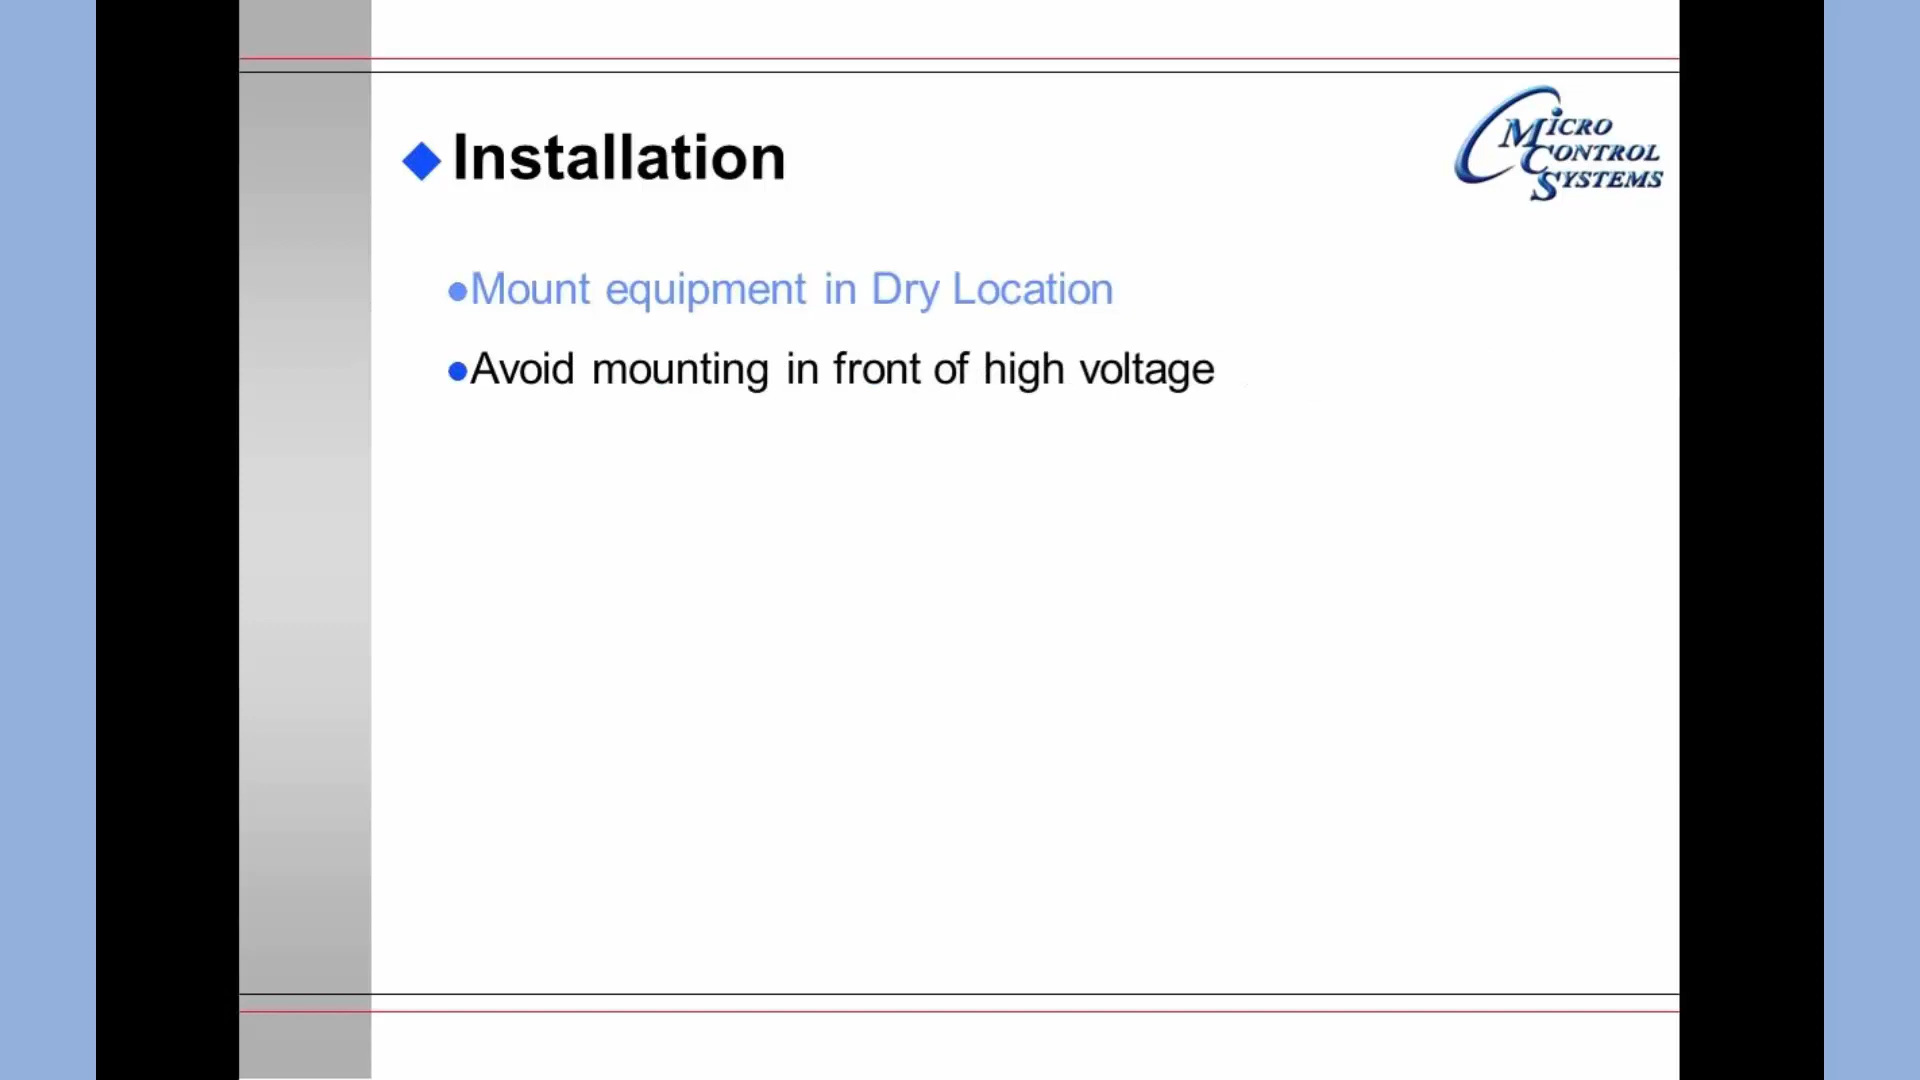 Installation
MICRO
CONTROL
SYSTEMS
Mount equipment in Dry Location
Avoid mounting in front of high voltage